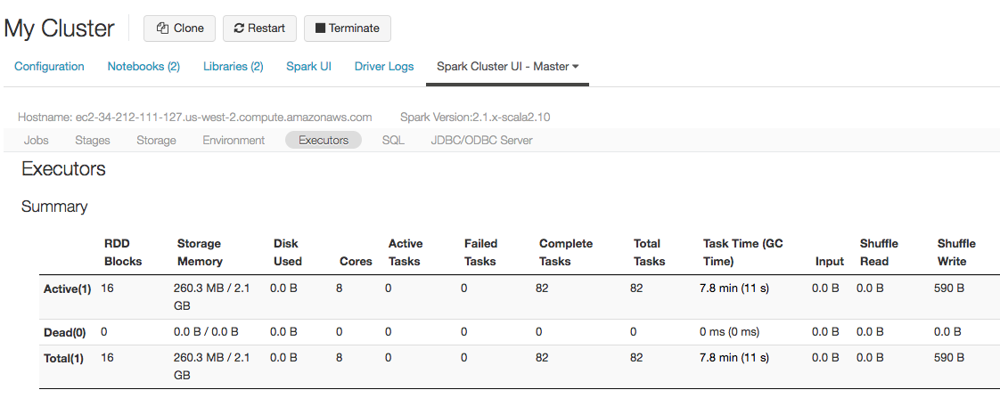 My Cluster Clone Restart Terminate
Configuration Notebooks (2) Libraries (2) Spark UI Driver Logs Spark Cluster UI - Master
Hostname: ec2-34-212-111-127.us-west-2.compute.amazonaws.com Spark Version:2.1.x-scala2.10
Jobs Stages Storage Environment Executors SQL JDBC/ODBC Server
Executors
Summary
RDD Storage Disk Active Failed Complete Total Task Time (GC Shuffle Shuffle
Blocks Memory Used Cores Tasks Tasks Tasks Tasks Time) Input Read Write
Active(1) 16 260.3 MB / 2.1 0.0 B 8 0 0 82 82 7.8 min (11 s) 0.0 B 0.0 B 590 B
GB
Dead(0) 0 0.0 B / 0.0 B 0.0 B 0 0 0 0 0 0 ms (0 ms) 0.0 B 0.0 B 0.0 B
Total(1) 16 260.3 MB / 2.1 0.0 B 8 0 0 82 82 7.8 min (11 s) 0.0 B 0.0 B 590 B
GB